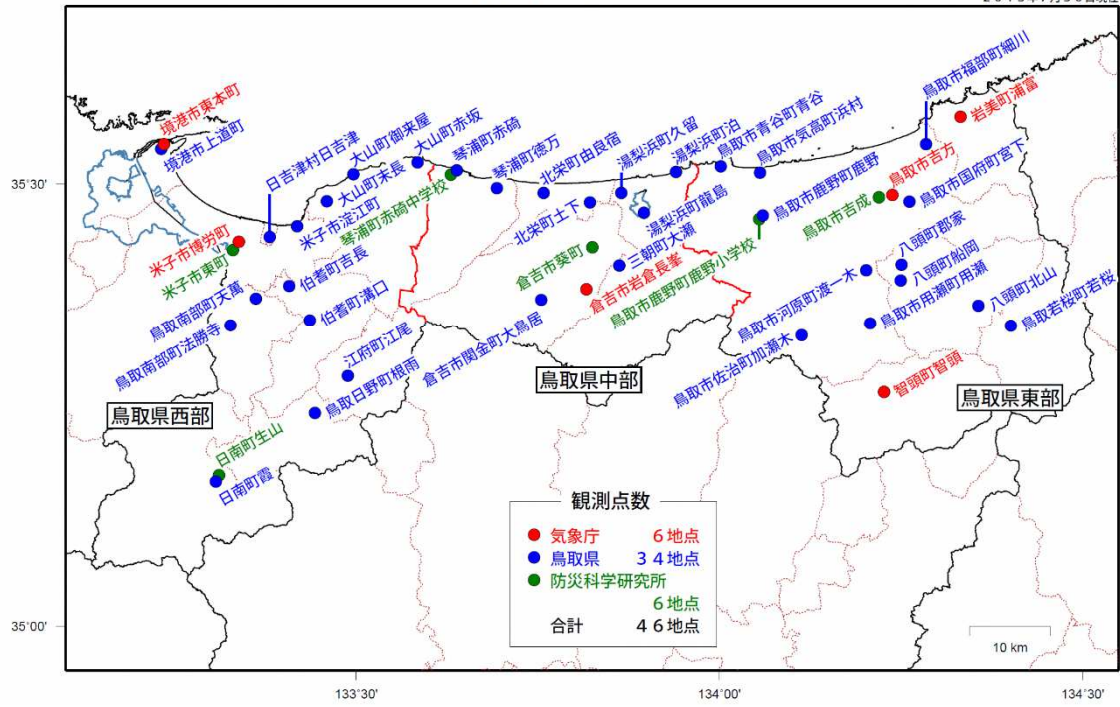 鳥取市福部町細川
岩美町浦富
境港市東本町
境港市上道町
日吉津村日吉津
大山町御来屋
大山町末長
米子市淀江町
大山町赤坂
琴浦町赤碕
琴浦町赤碕中学校
琴浦町徳万
北栄町由良宿
北栄町土下
湯梨浜町久留
湯梨浜町泊
湯梨浜町龍島
鳥取市青谷町青谷
鳥取市気高町浜村
鳥取市鹿野町鹿野
鳥取市鹿野町鹿野小学校
鳥取市吉方
鳥取市吉成
鳥取市国府町宮下
35°30'
米子市博労町
米子市東町
伯耆町吉長
鳥取南部町天萬
鳥取南部町法勝寺
伯耆町溝口
江府町江尾
鳥取日野町根雨
倉吉市葵町
三朝町大瀬
倉吉市岩倉長峯
倉吉市関金町大鳥居
八頭町郡家
八頭町船岡
鳥取市河原町渡一木
鳥取市用瀬町用瀬
鳥取市佐治町加瀬木
八頭町北山
鳥取若桜町若桜
智頭町智頭
鳥取県西部
鳥取県中部
鳥取県東部
日南町生山
日南町霞
観測点数
気象庁 6地点
鳥取県 34地点
防災科学研究所
6地点
合計 46地点
35°00'
10 km
133°30'
134°00'
134°30'